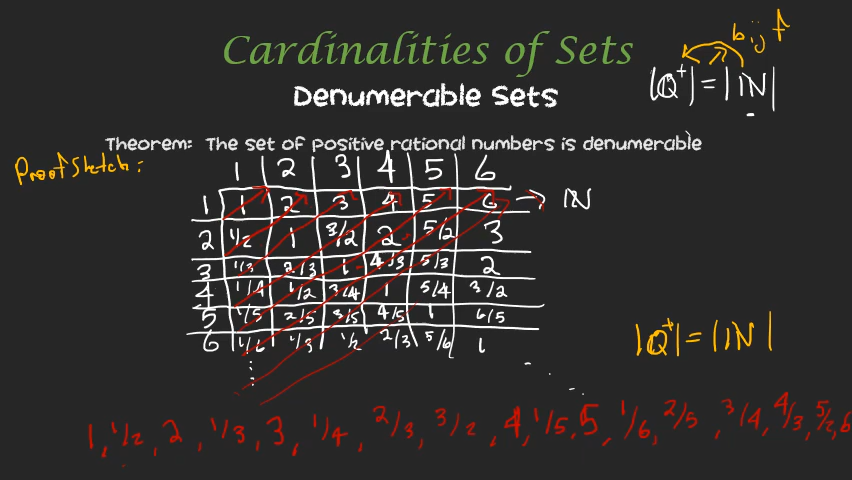 Cardinalities of Sets
bij f
Denumerable Sets
|Q⁺| = |ℕ|
Theorem: The set of positive rational numbers is denumerable
Proof Sketch:
1 2 3 4 5 6
1 1 2 3 4 5 6 → ℕ
2 1/2 1 3/2 2 5/2 3
3 1/3 2/3 1 4/3 5/3 2
4 1/4 1/2 3/4 1 5/4 3/2
5 1/5 2/5 3/5 4/5 1 6/5
6 1/6 1/3 1/2 2/3 5/6 1
|Q⁺| = |ℕ|
1, 1/2, 2, 1/3, 3, 1/4, 2/3, 3/2, 4, 1/5, 5, 1/6, 2/5, 3/4, 4/3, 5/2, 6